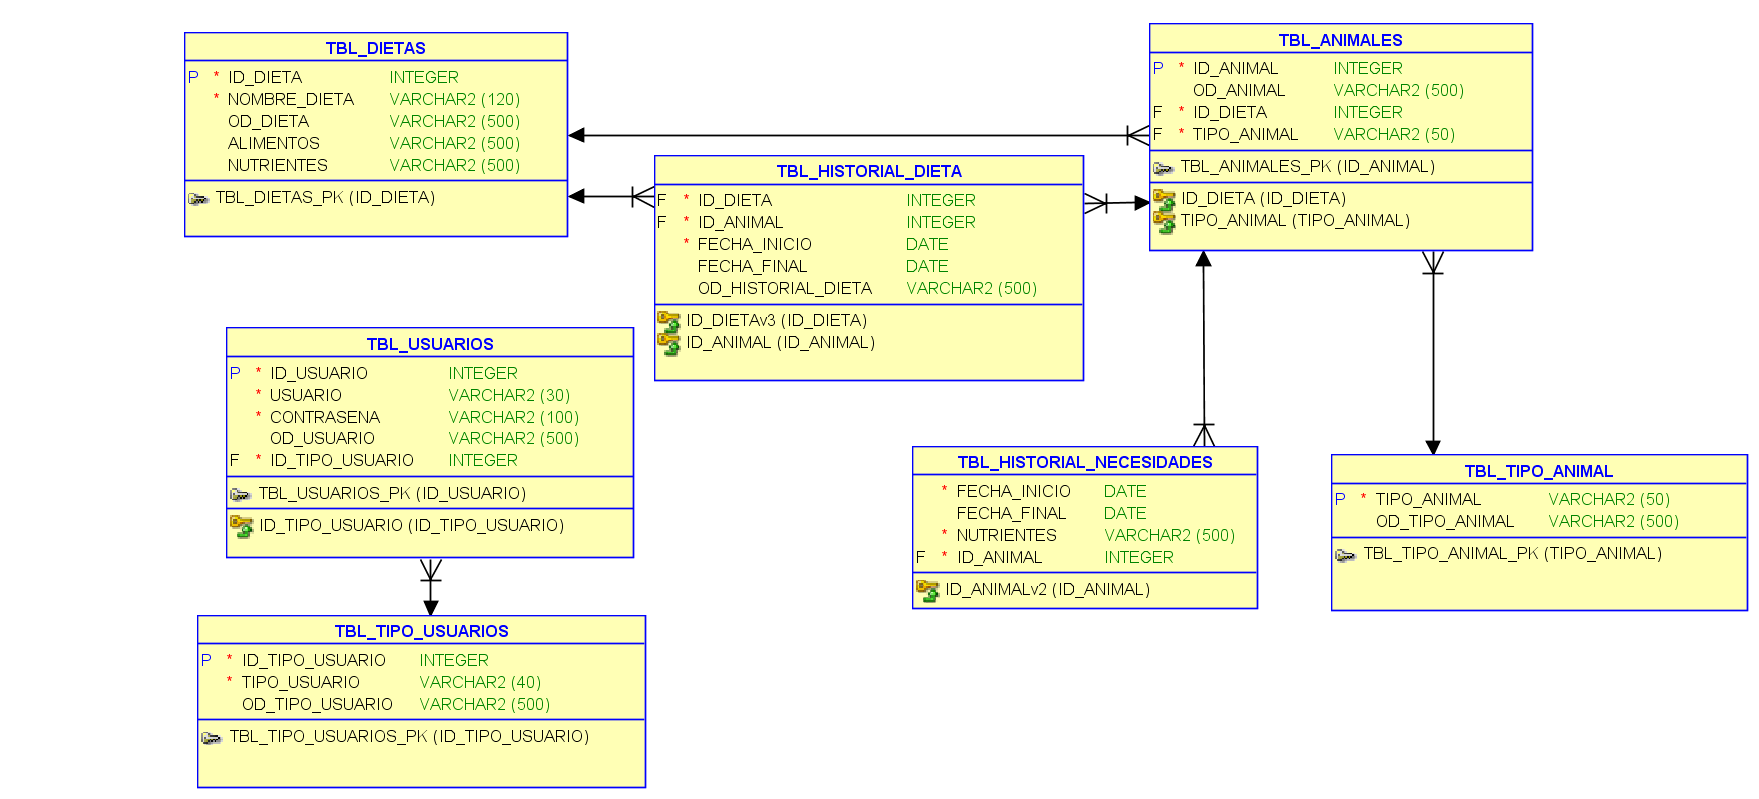 TBL_DIETAS
P * ID_DIETA INTEGER
* NOMBRE_DIETA VARCHAR2 (120)
OD_DIETA VARCHAR2 (500)
ALIMENTOS VARCHAR2 (500)
NUTRIENTES VARCHAR2 (500)
TBL_DIETAS_PK (ID_DIETA)
TBL_ANIMALES
P * ID_ANIMAL INTEGER
OD_ANIMAL VARCHAR2 (500)
F * ID_DIETA INTEGER
F * TIPO_ANIMAL VARCHAR2 (50)
TBL_ANIMALES_PK (ID_ANIMAL)
ID_DIETA (ID_DIETA)
TIPO_ANIMAL (TIPO_ANIMAL)
TBL_HISTORIAL_DIETA
F * ID_DIETA INTEGER
F * ID_ANIMAL INTEGER
* FECHA_INICIO DATE
FECHA_FINAL DATE
OD_HISTORIAL_DIETA VARCHAR2 (500)
ID_DIETAv3 (ID_DIETA)
ID_ANIMAL (ID_ANIMAL)
TBL_USUARIOS
P * ID_USUARIO INTEGER
* USUARIO VARCHAR2 (30)
* CONTRASENA VARCHAR2 (100)
OD_USUARIO VARCHAR2 (500)
F * ID_TIPO_USUARIO INTEGER
TBL_USUARIOS_PK (ID_USUARIO)
ID_TIPO_USUARIO (ID_TIPO_USUARIO)
TBL_HISTORIAL_NECESIDADES
* FECHA_INICIO DATE
FECHA_FINAL DATE
* NUTRIENTES VARCHAR2 (500)
F * ID_ANIMAL INTEGER
ID_ANIMALv2 (ID_ANIMAL)
TBL_TIPO_ANIMAL
P * TIPO_ANIMAL VARCHAR2 (50)
OD_TIPO_ANIMAL VARCHAR2 (500)
TBL_TIPO_ANIMAL_PK (TIPO_ANIMAL)
TBL_TIPO_USUARIOS
P * ID_TIPO_USUARIO INTEGER
* TIPO_USUARIO VARCHAR2 (40)
OD_TIPO_USUARIO VARCHAR2 (500)
TBL_TIPO_USUARIOS_PK (ID_TIPO_USUARIO)